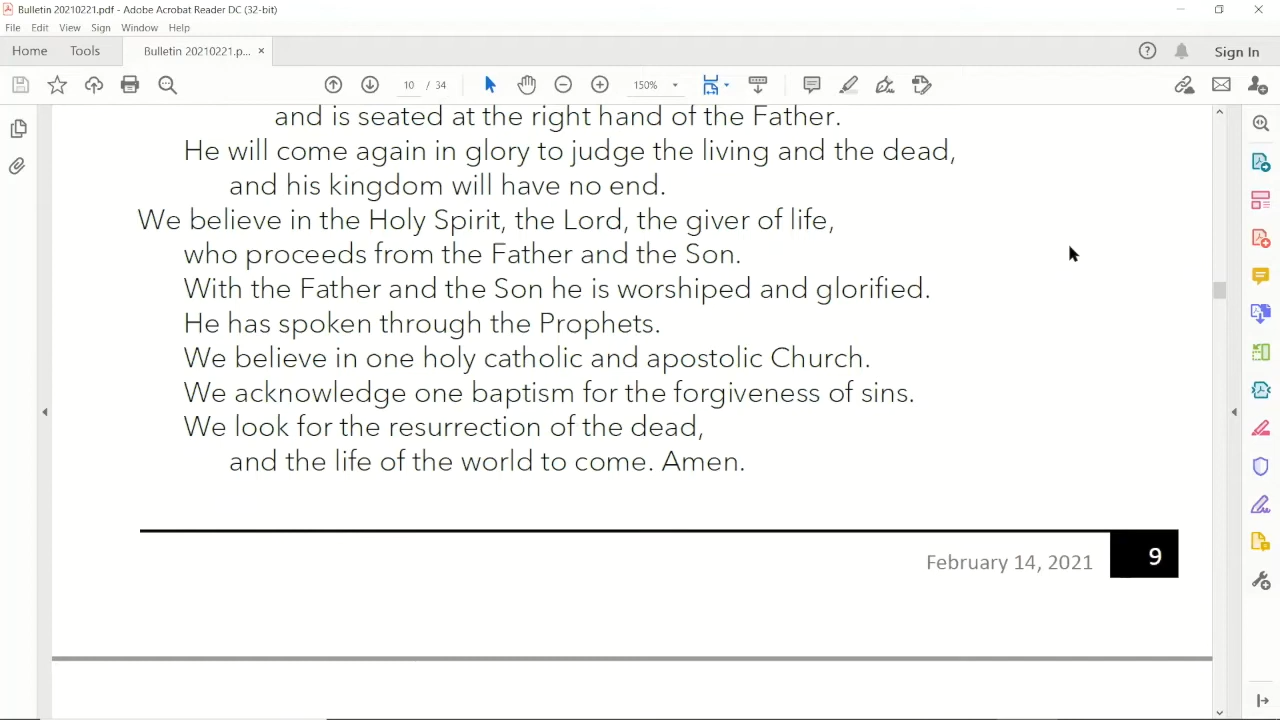 Bulletin 20210221.pdf - Adobe Acrobat Reader DC (32-bit)
File Edit View Sign Window Help
Home Tools Bulletin 20210221.p... × Sign In
10 / 34 150%
and is seated at the right hand of the Father.
He will come again in glory to judge the living and the dead,
and his kingdom will have no end.
We believe in the Holy Spirit, the Lord, the giver of life,
who proceeds from the Father and the Son.
With the Father and the Son he is worshiped and glorified.
He has spoken through the Prophets.
We believe in one holy catholic and apostolic Church.
We acknowledge one baptism for the forgiveness of sins.
We look for the resurrection of the dead,
and the life of the world to come. Amen.
February 14, 2021 9